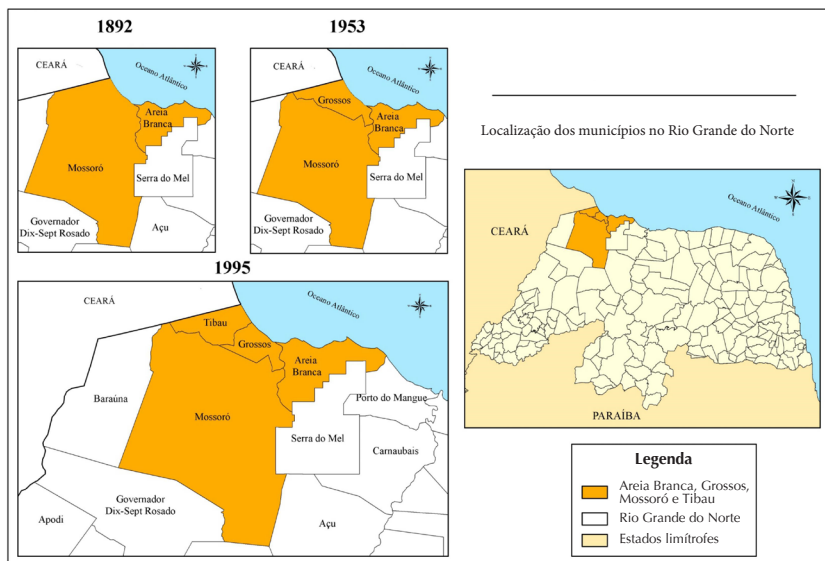 1892
CEARÁ
Oceano Atlântico
Areia
Branca
Mossoró
Serra do Mel
Governador
Dix-Sept Rosado
Açu
1953
CEARÁ
Oceano Atlântico
Grossos
Areia
Branca
Mossoró
Serra do Mel
Governador
Dix-Sept Rosado
Açu
1995
CEARÁ
Oceano Atlântico
Tibau
Grossos
Areia
Branca
Baraúna
Porto do Mangue
Mossoró
Serra do Mel
Carnaubais
Governador
Dix-Sept Rosado
Apodi
Açu
Localização dos municípios no Rio Grande do Norte
Oceano Atlântico
CEARÁ
PARAÍBA
Legenda
Areia Branca, Grossos,
Mossoró e Tibau
Rio Grande do Norte
Estados limítrofes